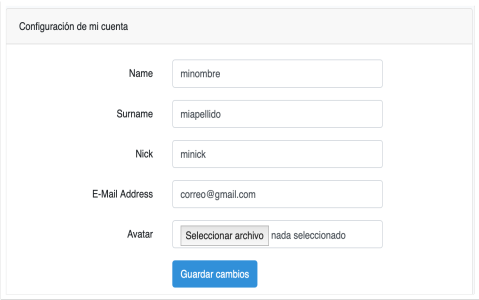 Configuración de mi cuenta
Name minombre
Surname miapellido
Nick minick
E-Mail Address correo@gmail.com
Avatar Seleccionar archivo nada seleccionado
Guardar cambios